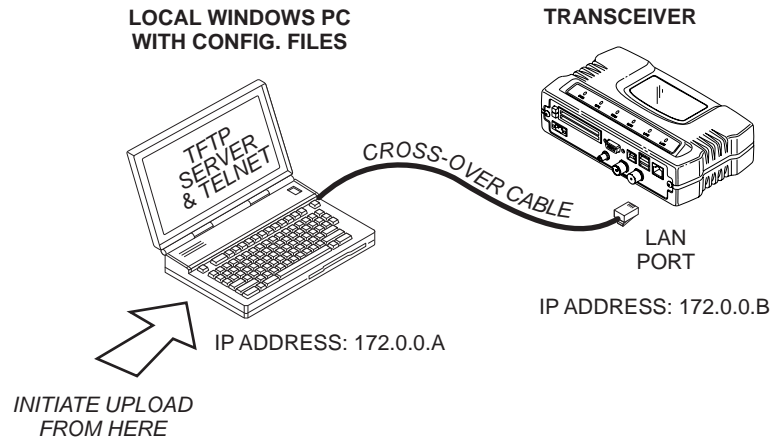 LOCAL WINDOWS PC
WITH CONFIG. FILES
TRANSCEIVER
TFTP
SERVER
& TELNET
CROSS-OVER CABLE
LAN
PORT
IP ADDRESS: 172.0.0.B
IP ADDRESS: 172.0.0.A
INITIATE UPLOAD
FROM HERE